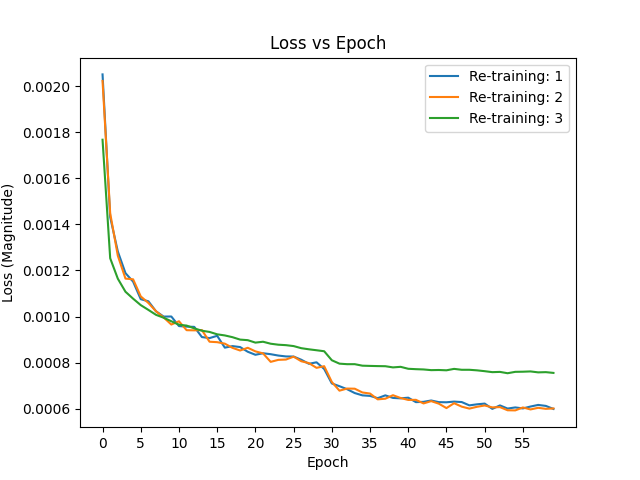 Loss vs Epoch
Re-training: 1
Re-training: 2
Re-training: 3
Loss (Magnitude)
0.0020
0.0018
0.0016
0.0014
0.0012
0.0010
0.0008
0.0006
0 5 10 15 20 25 30 35 40 45 50 55
Epoch